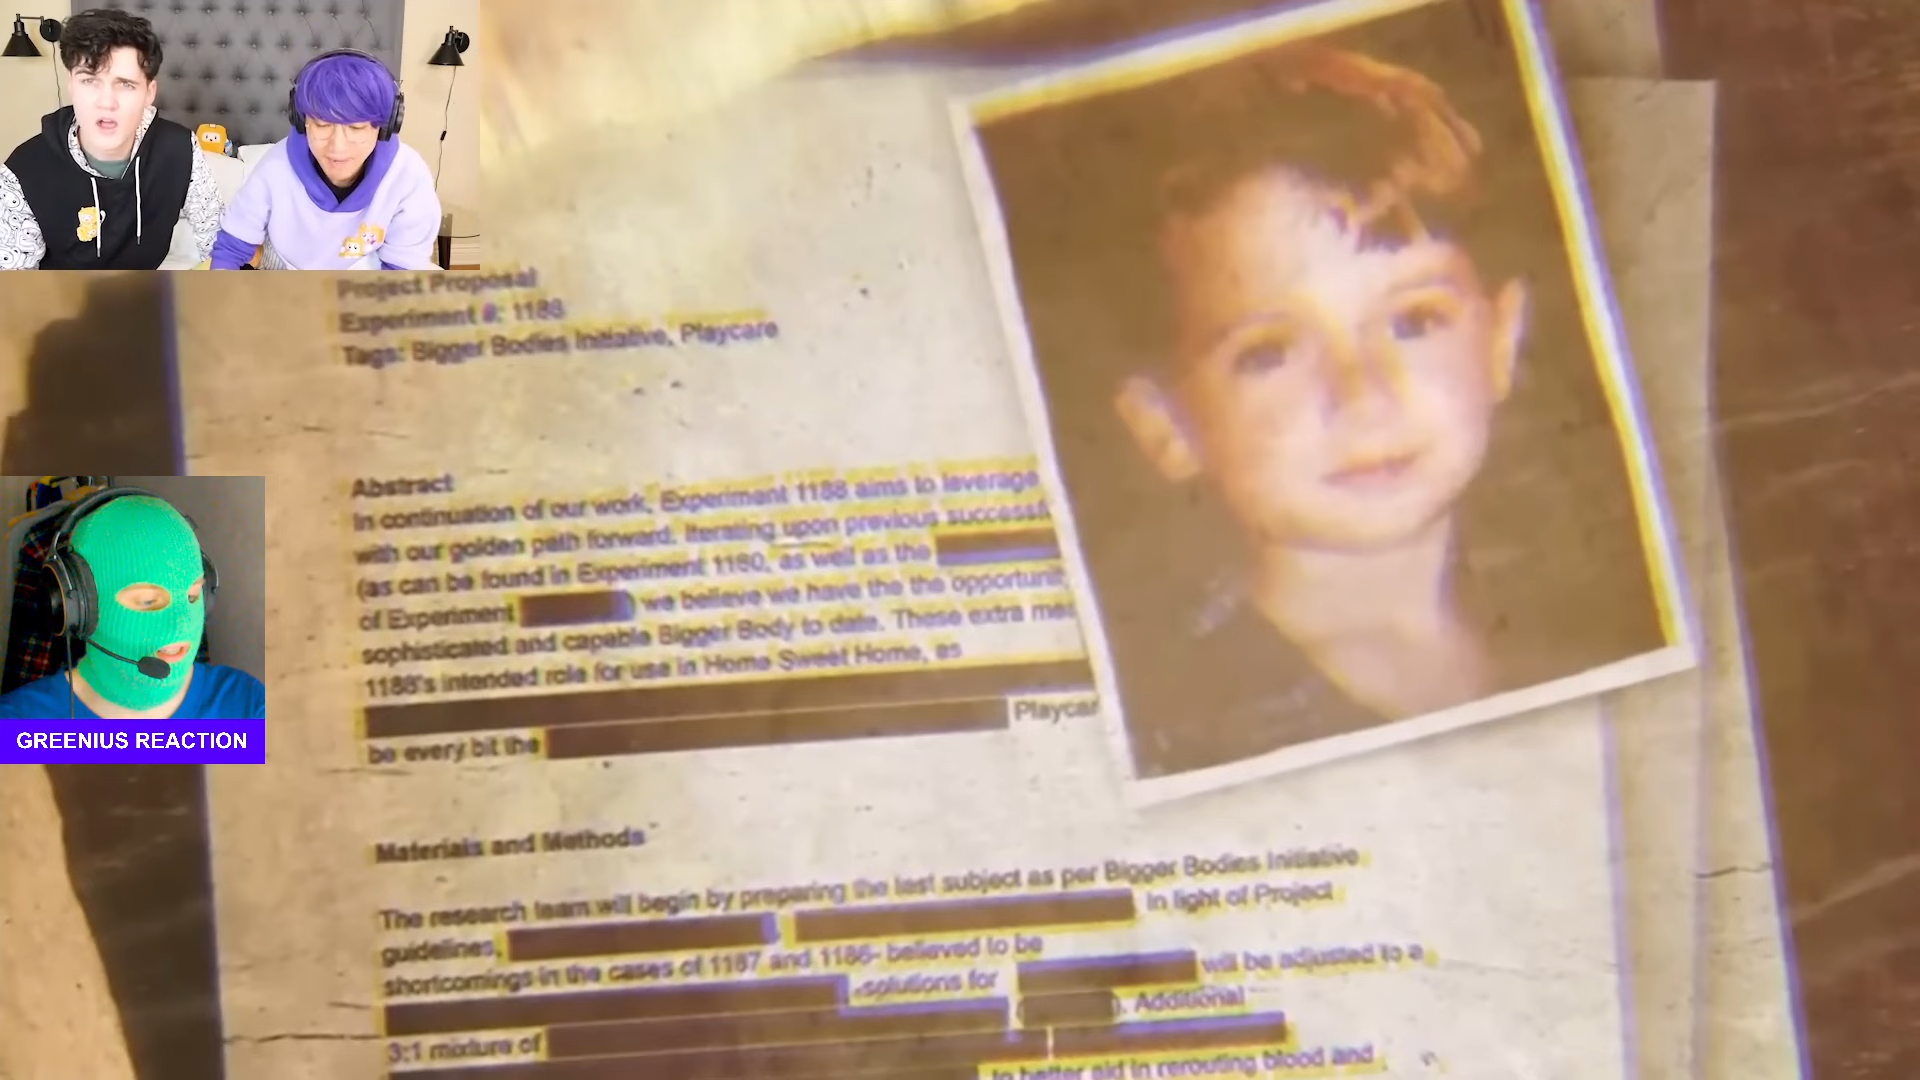 Project Proposal
Experiment #: 1188
Tags: Bigger Bodies Initiative, Playcare
Abstract
In continuation of our work, Experiment 1188 aims to leverage
with our golden path forward. Iterating upon previous successf
(as can be found in Experiment 1160, as well as the
of Experiment ) we believe we have the the opportunit
sophisticated and capable Bigger Body to date. These extra me
1188's intended role for use in Home Sweet Home, as
Playcar
be every bit the
Materials and Methods
The research team will begin by preparing the test subject as per Bigger Bodies Initiative
guidelines, , In light of Project
shortcomings in the cases of 1187 and 1186- believed to be
-solutions for will be adjusted to a
3:1 mixture of ). Additional
to better aid in rerouting blood and
GREENIUS REACTION